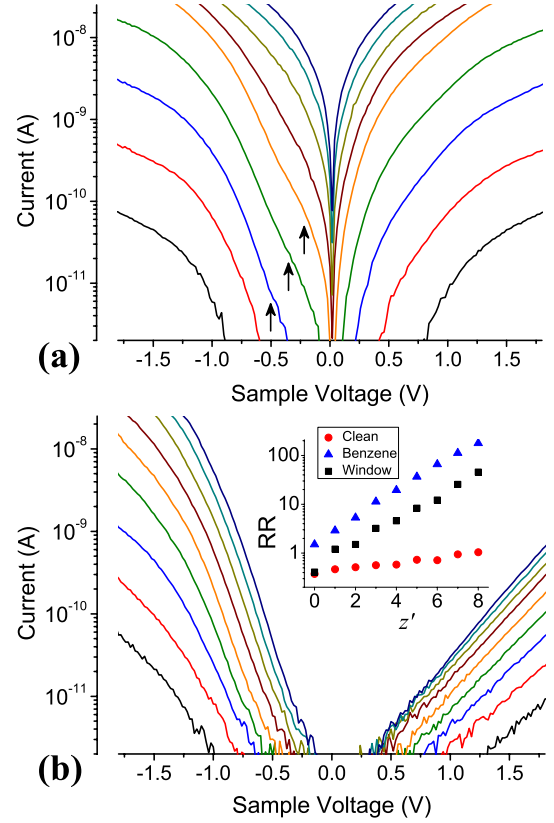 10⁻⁸
10⁻⁹
10⁻¹⁰
10⁻¹¹
Current (A)
-1.5 -1.0 -0.5 0.0 0.5 1.0 1.5
Sample Voltage (V)
(a)
10⁻⁸
10⁻⁹
10⁻¹⁰
10⁻¹¹
Current (A)
Clean
Benzene
Window
100
10
1
RR
0 2 4 6 8
z'
-1.5 -1.0 -0.5 0.0 0.5 1.0 1.5
Sample Voltage (V)
(b)